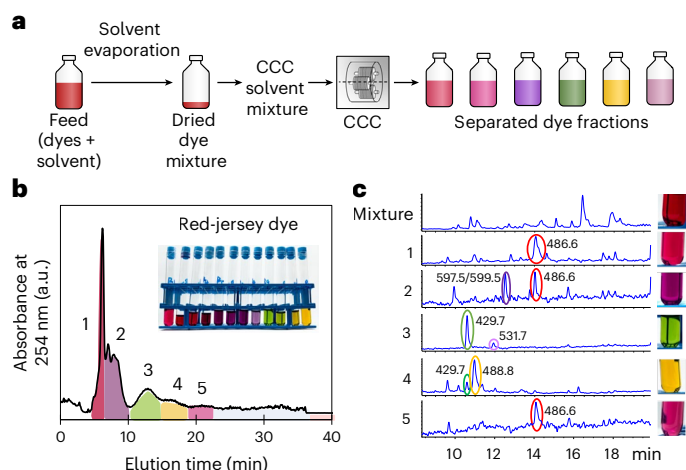 a
Solvent
evaporation
Feed
(dyes +
solvent)
Dried
dye
mixture
CCC
solvent
mixture
CCC
Separated dye fractions
b
Red-jersey dye
Absorbance at
254 nm (a.u.)
1
2
3
4
5
0 10 20 30 40
Elution time (min)
c
Mixture
1
486.6
2
597.5/599.5
486.6
3
429.7
531.7
4
429.7
488.8
5
486.6
10 12 14 16 18 min